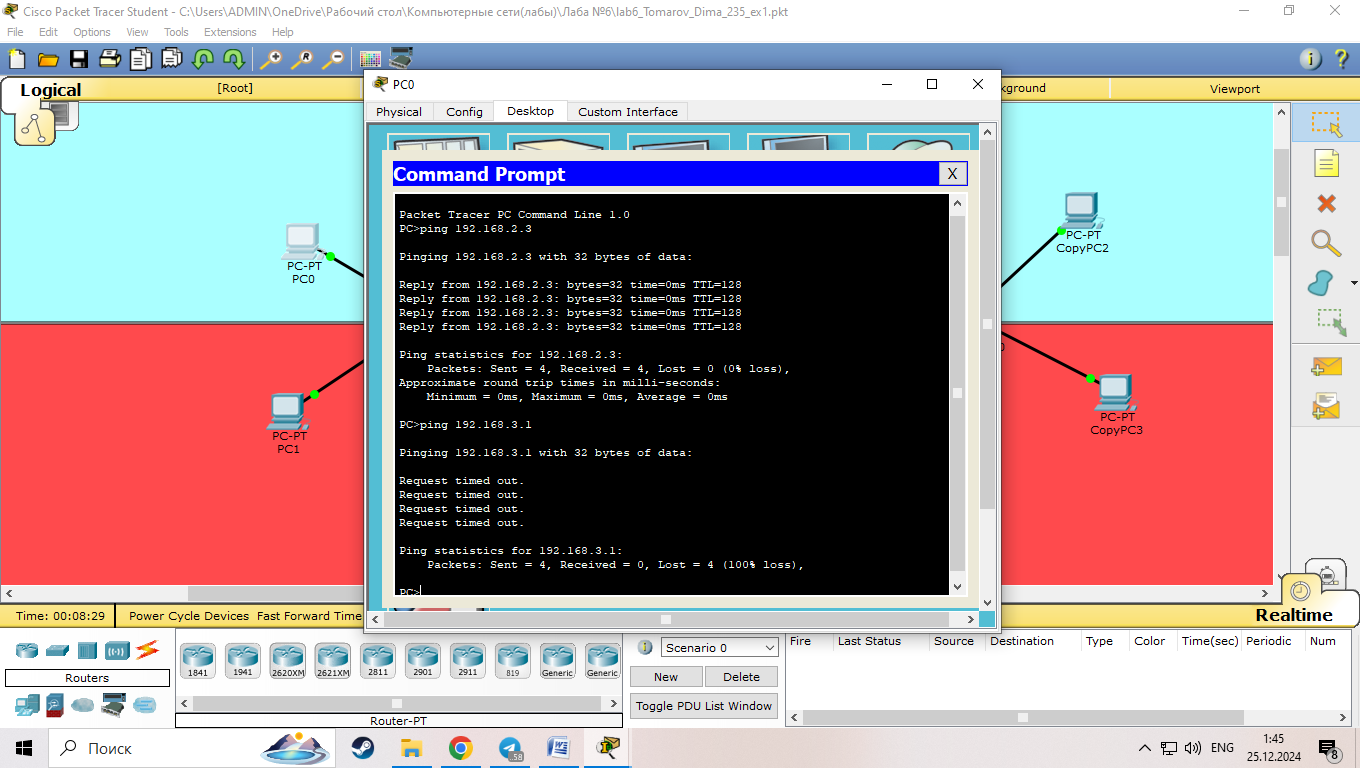 Cisco Packet Tracer Student - C:\Users\ADMIN\OneDrive\Рабочий стол\Компьютерные сети(лабы)\Лаба №6\lab6_Tomarov_Dima_235_ex1.pkt
File Edit Options View Tools Extensions Help
PC0
Logical [Root] kground Viewport
Physical Config Desktop Custom Interface
Command Prompt X
Packet Tracer PC Command Line 1.0
PC>ping 192.168.2.3
Pinging 192.168.2.3 with 32 bytes of data:
Reply from 192.168.2.3: bytes=32 time=0ms TTL=128
Reply from 192.168.2.3: bytes=32 time=0ms TTL=128
Reply from 192.168.2.3: bytes=32 time=0ms TTL=128
Reply from 192.168.2.3: bytes=32 time=0ms TTL=128
Ping statistics for 192.168.2.3:
Packets: Sent = 4, Received = 4, Lost = 0 (0% loss),
Approximate round trip times in milli-seconds:
Minimum = 0ms, Maximum = 0ms, Average = 0ms
PC>ping 192.168.3.1
Pinging 192.168.3.1 with 32 bytes of data:
Request timed out.
Request timed out.
Request timed out.
Request timed out.
Ping statistics for 192.168.3.1:
Packets: Sent = 4, Received = 0, Lost = 4 (100% loss),
PC>
PC-PT
PC0
PC-PT
PC1
PC-PT
CopyPC2
PC-PT
CopyPC3
Time: 00:08:29 Power Cycle Devices Fast Forward Time
Realtime
Routers
1841 1941 2620XM 2621XM 2811 2901 2911 819 Generic Generic
Router-PT
Scenario 0
New Delete
Toggle PDU List Window
Fire Last Status Source Destination Type Color Time(sec) Periodic Num
Поиск
58
ENG
1:45
25.12.2024
8